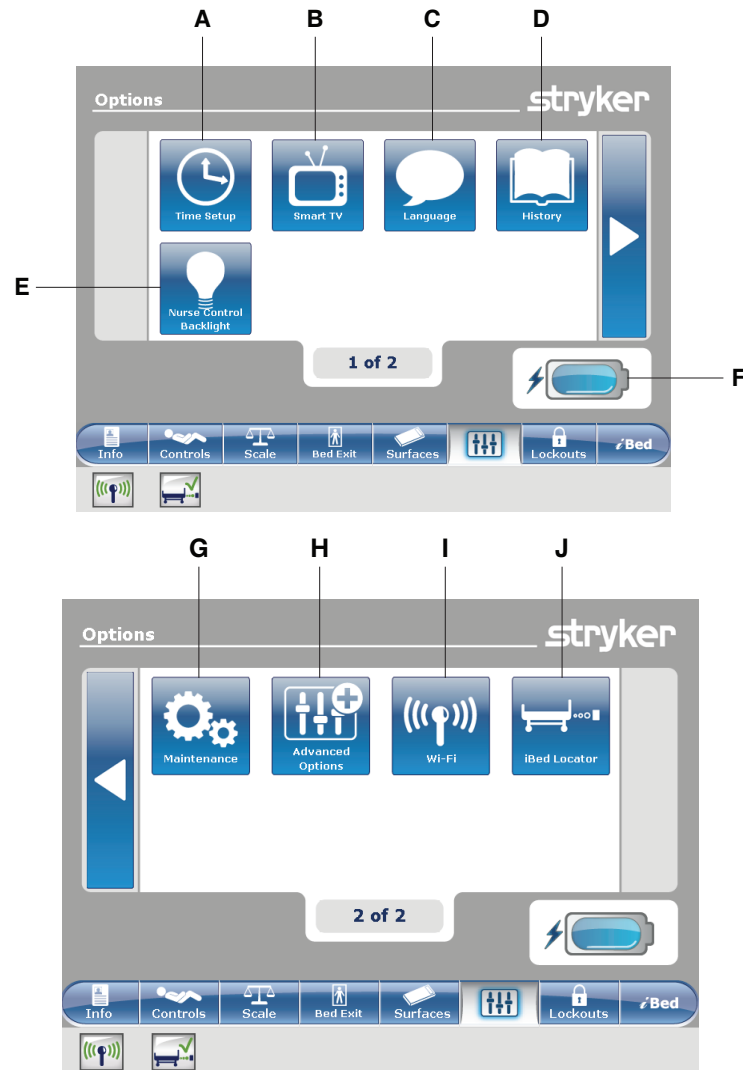 A B C D
Options
stryker
Time Setup
Smart TV
Language
History
E
Nurse Control
Backlight
1 of 2
F
Info
Controls
Scale
Bed Exit
Surfaces
Lockouts
iBed
G H I J
Options
stryker
Maintenance
Advanced
Options
Wi-Fi
iBed Locator
2 of 2
Info
Controls
Scale
Bed Exit
Surfaces
Lockouts
iBed